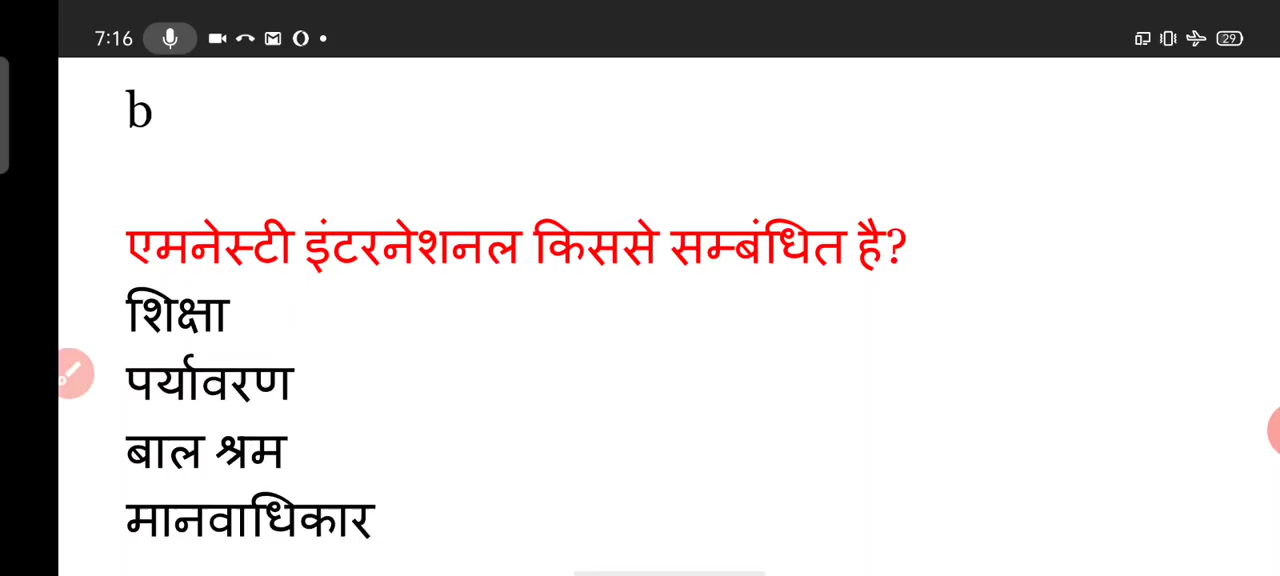 7:16
29
b
एमनेस्टी इंटरनेशनल किससे सम्बंधित है?
शिक्षा
पर्यावरण
बाल श्रम
मानवाधिकार